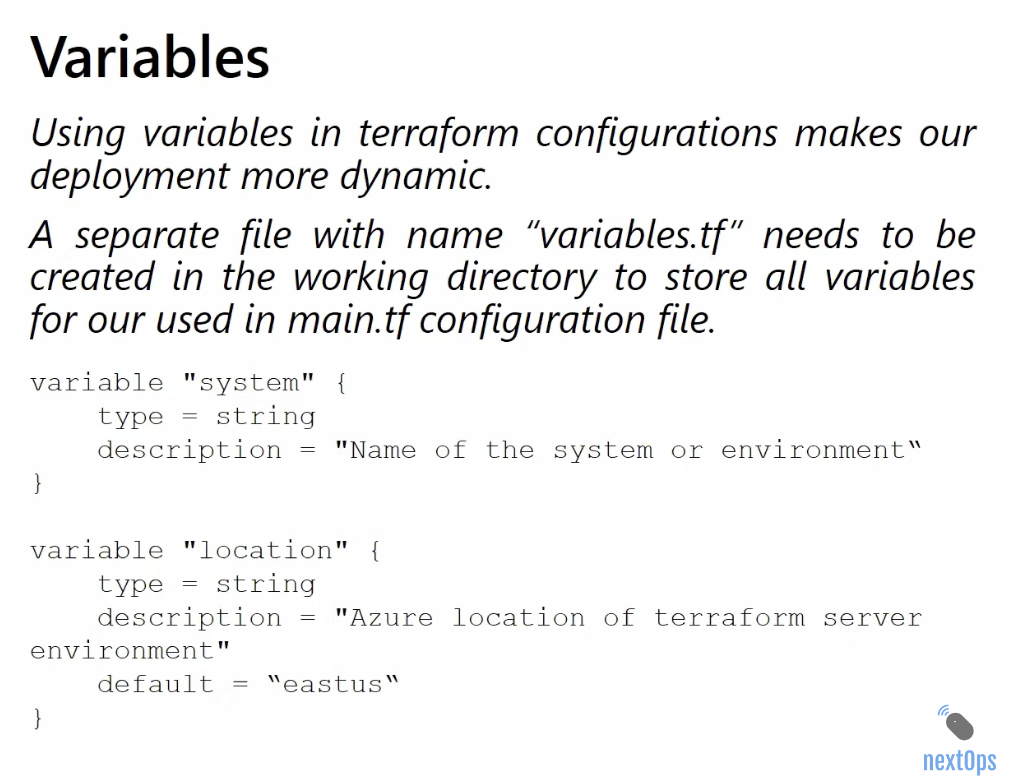 Variables
Using variables in terraform configurations makes our
deployment more dynamic.
A separate file with name “variables.tf” needs to be
created in the working directory to store all variables
for our used in main.tf configuration file.
variable "system" {
    type = string
    description = "Name of the system or environment‟
}
variable "location" {
    type = string
    description = "Azure location of terraform server
environment"
    default = ‟eastus‟
}
nextOps